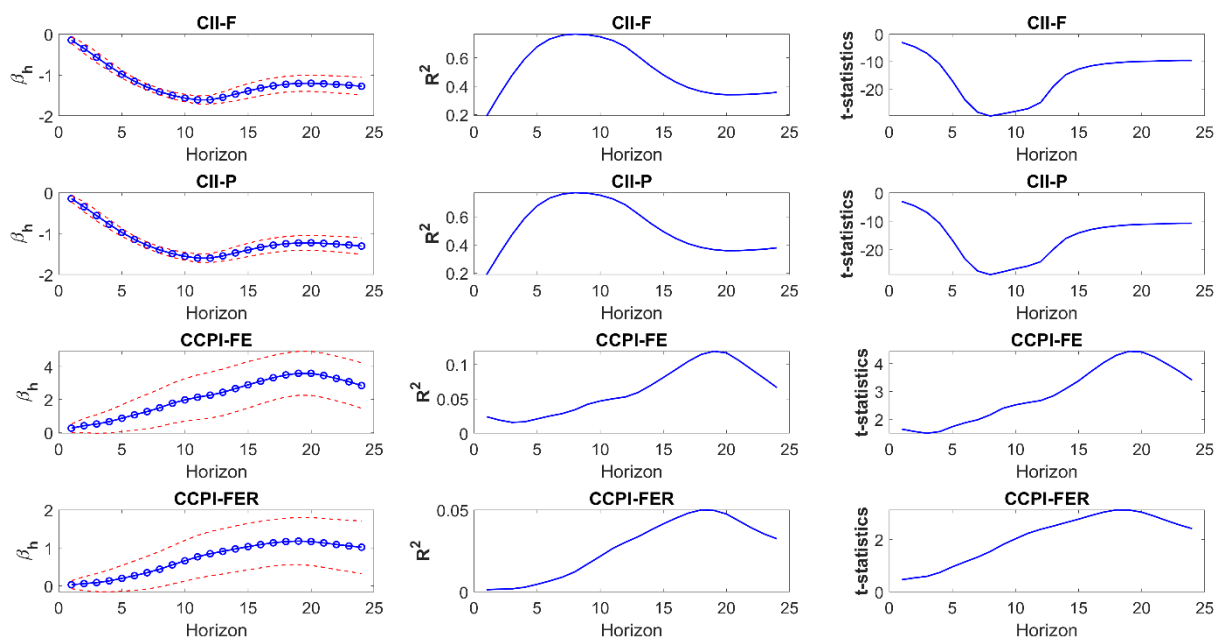 CII-F CII-F CII-F
β_h 0 -1 -2 0 5 10 15 20 25 Horizon
R² 0.6 0.4 0.2 0 5 10 15 20 25 Horizon
t-statistics 0 -10 -20 0 5 10 15 20 25 Horizon
CII-P CII-P CII-P
β_h 0 -1 -2 0 5 10 15 20 25 Horizon
R² 0.6 0.4 0.2 0 5 10 15 20 25 Horizon
t-statistics 0 -10 -20 0 5 10 15 20 25 Horizon
CCPI-FE CCPI-FE CCPI-FE
β_h 4 2 0 0 5 10 15 20 25 Horizon
R² 0.1 0.05 0 0 5 10 15 20 25 Horizon
t-statistics 4 3 2 0 5 10 15 20 25 Horizon
CCPI-FER CCPI-FER CCPI-FER
β_h 2 1 0 0 5 10 15 20 25 Horizon
R² 0.05 0 0 5 10 15 20 25 Horizon
t-statistics 2 0 0 5 10 15 20 25 Horizon